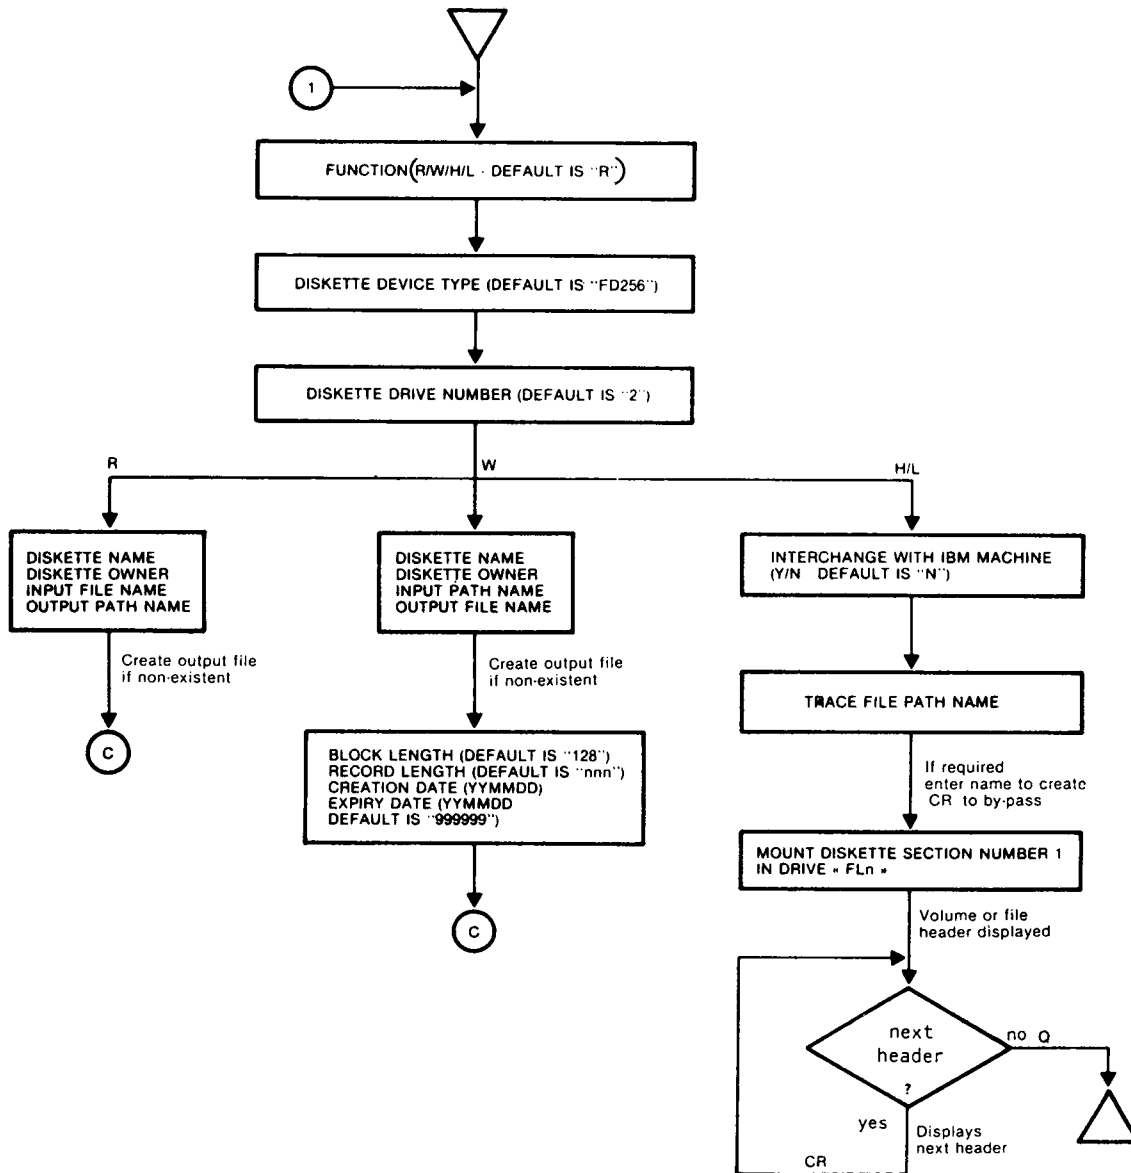 1
FUNCTION(R/W/H/L - DEFAULT IS "R")
DISKETTE DEVICE TYPE (DEFAULT IS "FD256")
DISKETTE DRIVE NUMBER (DEFAULT IS "2")
R
W
H/L
DISKETTE NAME
DISKETTE OWNER
INPUT FILE NAME
OUTPUT PATH NAME
Create output file
if non-existent
C
DISKETTE NAME
DISKETTE OWNER
INPUT PATH NAME
OUTPUT FILE NAME
Create output file
if non-existent
BLOCK LENGTH (DEFAULT IS "128")
RECORD LENGTH (DEFAULT IS "nnn")
CREATION DATE (YYMMDD)
EXPIRY DATE (YYMMDD
DEFAULT IS "999999")
C
INTERCHANGE WITH IBM MACHINE
(Y/N DEFAULT IS "N")
TRACE FILE PATH NAME
If required
enter name to create
CR to by-pass
MOUNT DISKETTE SECTION NUMBER 1
IN DRIVE « FLn »
Volume or file
header displayed
next
header
?
no Q
yes
Displays
next header
CR